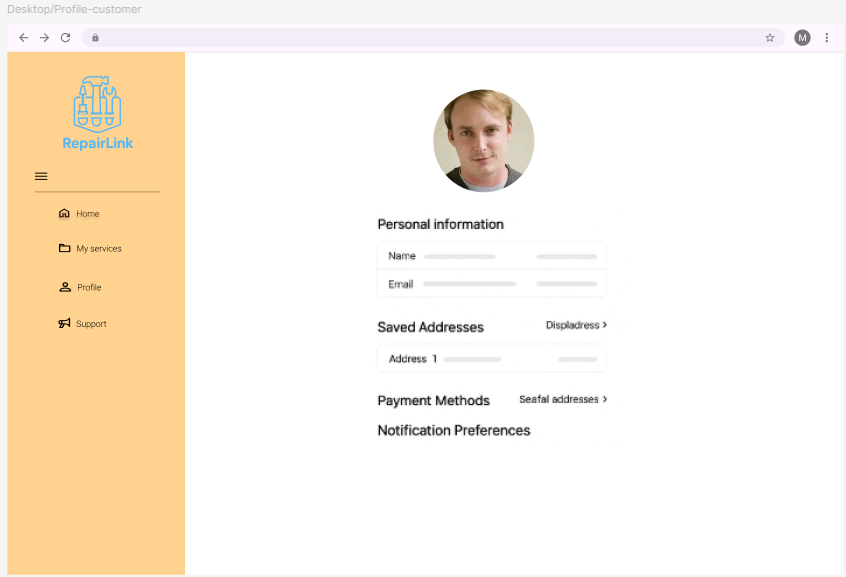 Desktop/Profile-customer
M
RepairLink
Home
My services
Profile
Support
Personal information
Name
Email
Saved Addresses Displadress >
Address 1
Payment Methods Seafal addresses >
Notification Preferences